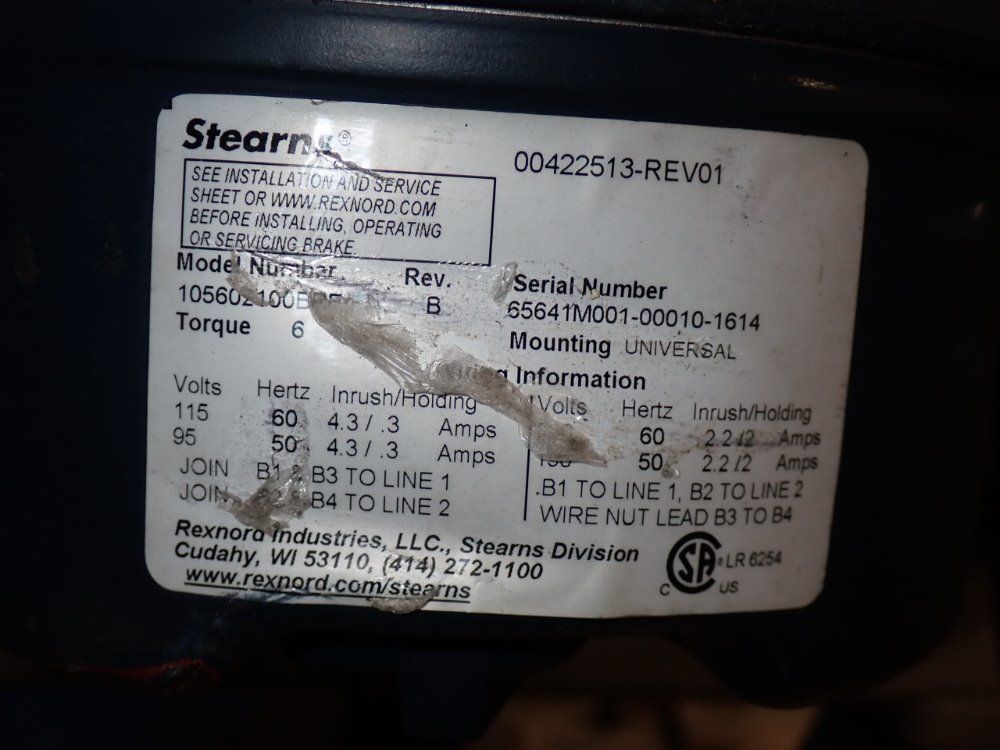 Stearns®
00422513-REV01
SEE INSTALLATION AND SERVICE
SHEET OR WWW.REXNORD.COM
BEFORE INSTALLING, OPERATING
OR SERVICING BRAKE.
Model Number Rev. Serial Number
B 65641M001-00010-1614
Torque 6 Mounting UNIVERSAL
Information
Volts Hertz Inrush/Holding Volts Hertz Inrush/Holding
115 60 4.3 / .3 Amps 60 2.2 / 2 Amps
95 50 4.3 / .3 Amps 50 2.2 / 2 Amps
JOIN B1 & B3 TO LINE 1 .B1 TO LINE 1, B2 TO LINE 2
JOIN B2 & B4 TO LINE 2 WIRE NUT LEAD B3 TO B4
Rexnord Industries, LLC., Stearns Division
Cudahy, WI 53110, (414) 272-1100
www.rexnord.com/stearns
C SA ® LR 6254 US